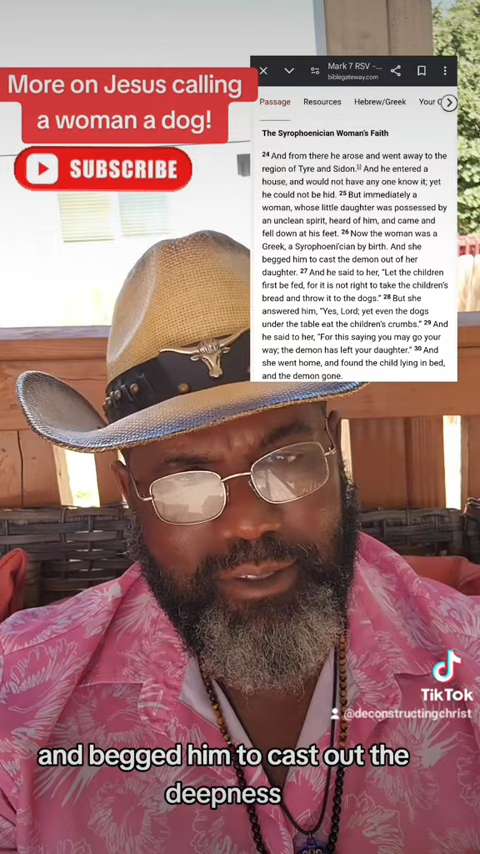 More on Jesus calling
a woman a dog!
SUBSCRIBE
Mark 7 RSV -...
biblegateway.com
Passage
Resources
Hebrew/Greek
Your C
The Syrophoenician Woman's Faith
24 And from there he arose and went away to the
region of Tyre and Sidon.[i] And he entered a
house, and would not have any one know it; yet
he could not be hid. 25 But immediately a
woman, whose little daughter was possessed by
an unclean spirit, heard of him, and came and
fell down at his feet. 26 Now the woman was a
Greek, a Syrophoeni'cian by birth. And she
begged him to cast the demon out of her
daughter. 27 And he said to her, "Let the children
first be fed, for it is not right to take the children's
bread and throw it to the dogs." 28 But she
answered him, "Yes, Lord; yet even the dogs
under the table eat the children's crumbs." 29 And
he said to her, "For this saying you may go your
way; the demon has left your daughter." 30 And
she went home, and found the child lying in bed,
and the demon gone.
TikTok
@deconstructingchrist
and begged him to cast out the
deepness